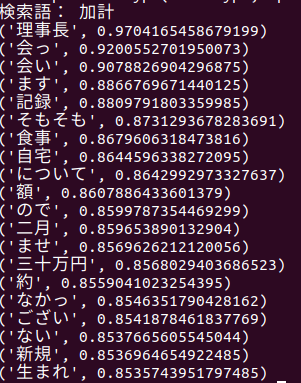 検索語： 加計
('理事長', 0.9704165458679199)
('会っ', 0.9200552701950073)
('会い', 0.9078826904296875)
('ます', 0.8866769671440125)
('記録', 0.8809791803359985)
('そもそも', 0.8731293678283691)
('食事', 0.8679606318473816)
('自宅', 0.8644596338272095)
('について', 0.8642992973327637)
('額', 0.8607886433601379)
('ので', 0.8599787354469299)
('二月', 0.859653890132904)
('ませ', 0.8569626212120056)
('三十万円', 0.8568029403686523)
('約', 0.8559041023254395)
('なかっ', 0.8546351790428162)
('ござい', 0.8541878461837769)
('ない', 0.8537665605545044)
('新規', 0.8536964654922485)
('生まれ', 0.8535743951797485)